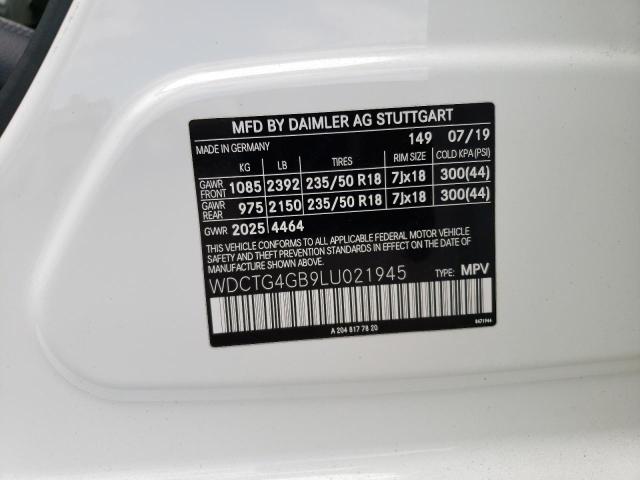 MFD BY DAIMLER AG STUTTGART
MADE IN GERMANY 149 07/19
KG LB TIRES RIM SIZE COLD KPA(PSI)
GAWR FRONT 1085 2392 235/50 R18 7Jx18 300(44)
GAWR REAR 975 2150 235/50 R18 7Jx18 300(44)
GVWR 2025 4464
THIS VEHICLE CONFORMS TO ALL APPLICABLE FEDERAL MOTOR VEHICLE
SAFETY AND THEFT PREVENTION STANDARDS IN EFFECT ON THE DATE
OF MANUFACTURE SHOWN ABOVE.
WDCTG4GB9LU021945 TYPE: MPV
A 204 817 78 20